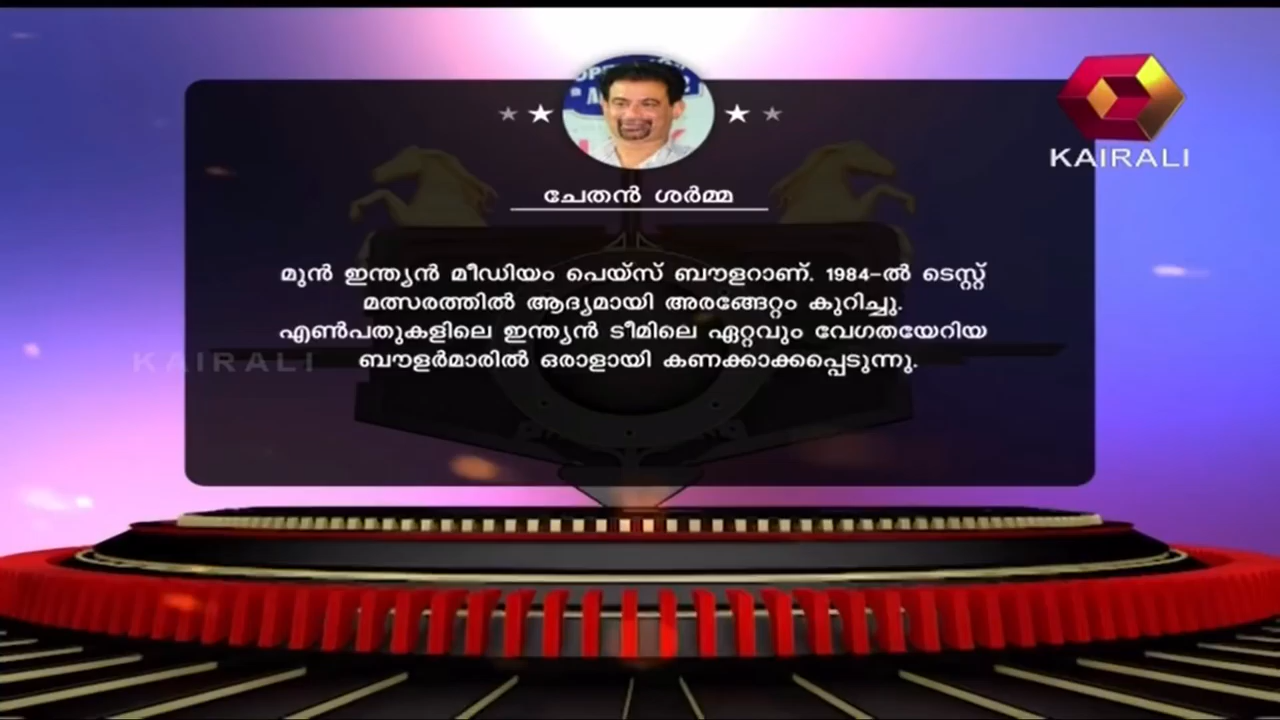 KAIRALI
ചേതൻ ശർമ്മ
മുൻ ഇന്ത്യൻ മീഡിയം പെയ്സ് ബൗളറാണ്. 1984-ൽ ടെസ്റ്റ്
മത്സരത്തിൽ ആദ്യമായി അരങ്ങേറ്റം കുറിച്ചു.
എൺപതുകളിലെ ഇന്ത്യൻ ടീമിലെ ഏറ്റവും വേഗതയേറിയ
ബൗളർമാരിൽ ഒരാളായി കണക്കാക്കപ്പെടുന്നു.
KAIRALI